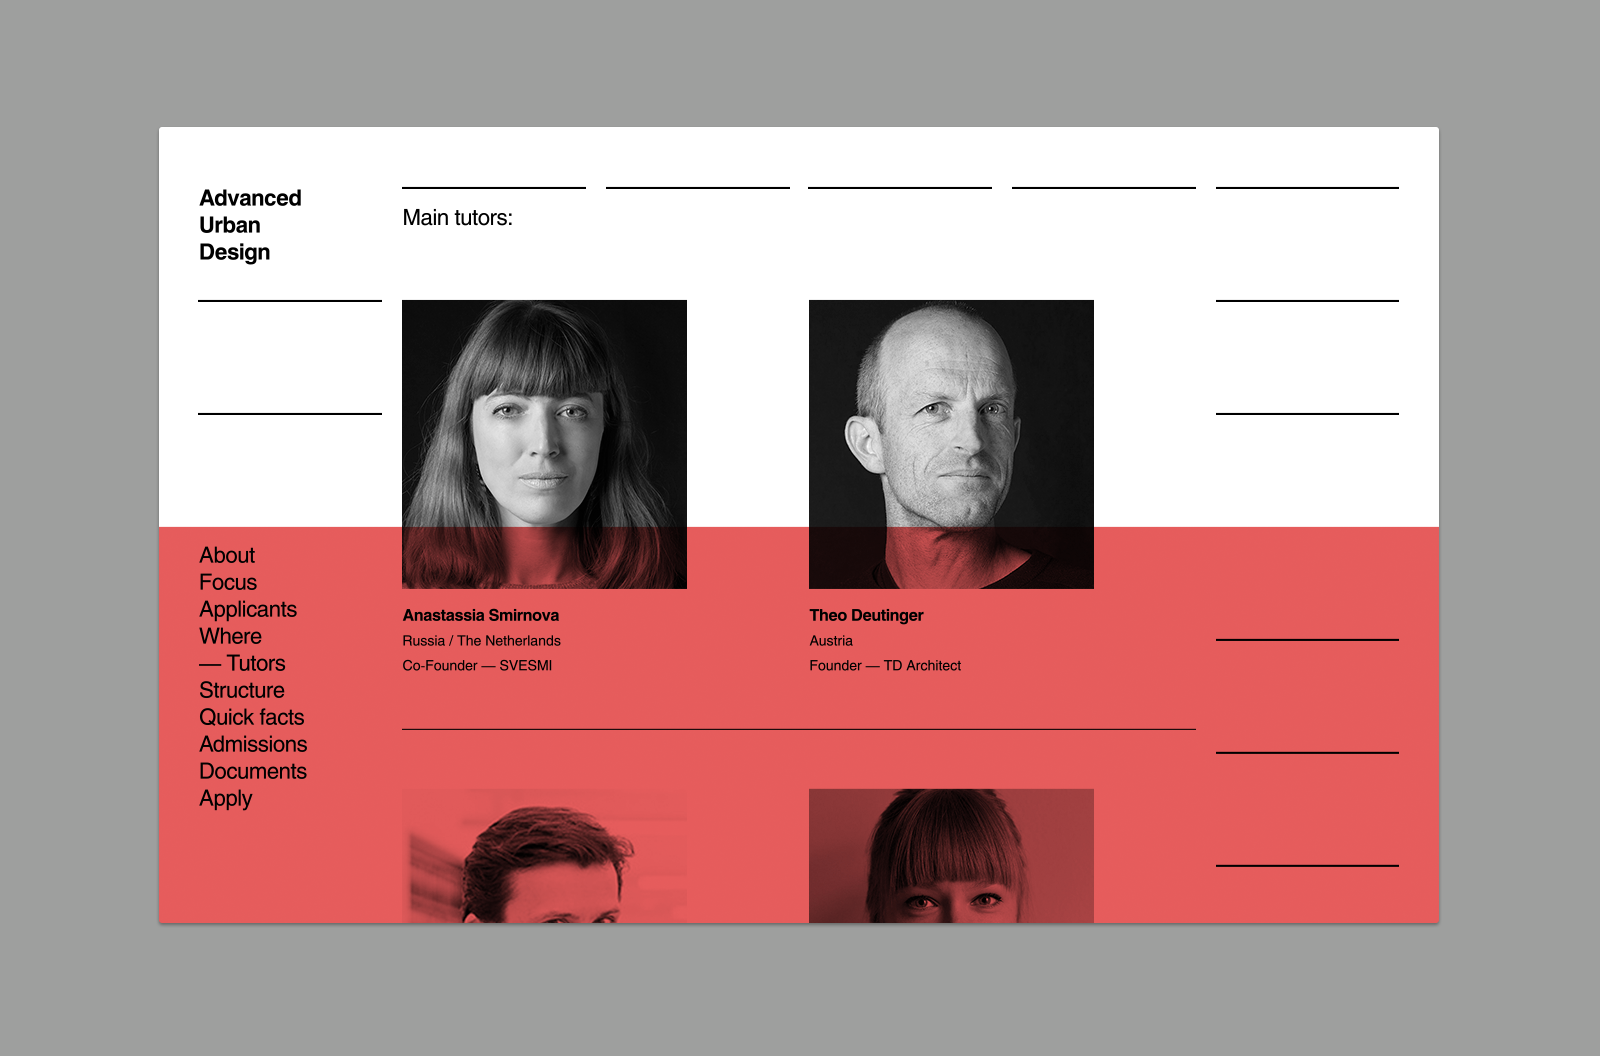 Advanced
Urban
Design
Main tutors:
About
Focus
Applicants
Where
— Tutors
Structure
Quick facts
Admissions
Documents
Apply
Anastassia Smirnova
Russia / The Netherlands
Co-Founder — SVESMI
Theo Deutinger
Austria
Founder — TD Architect